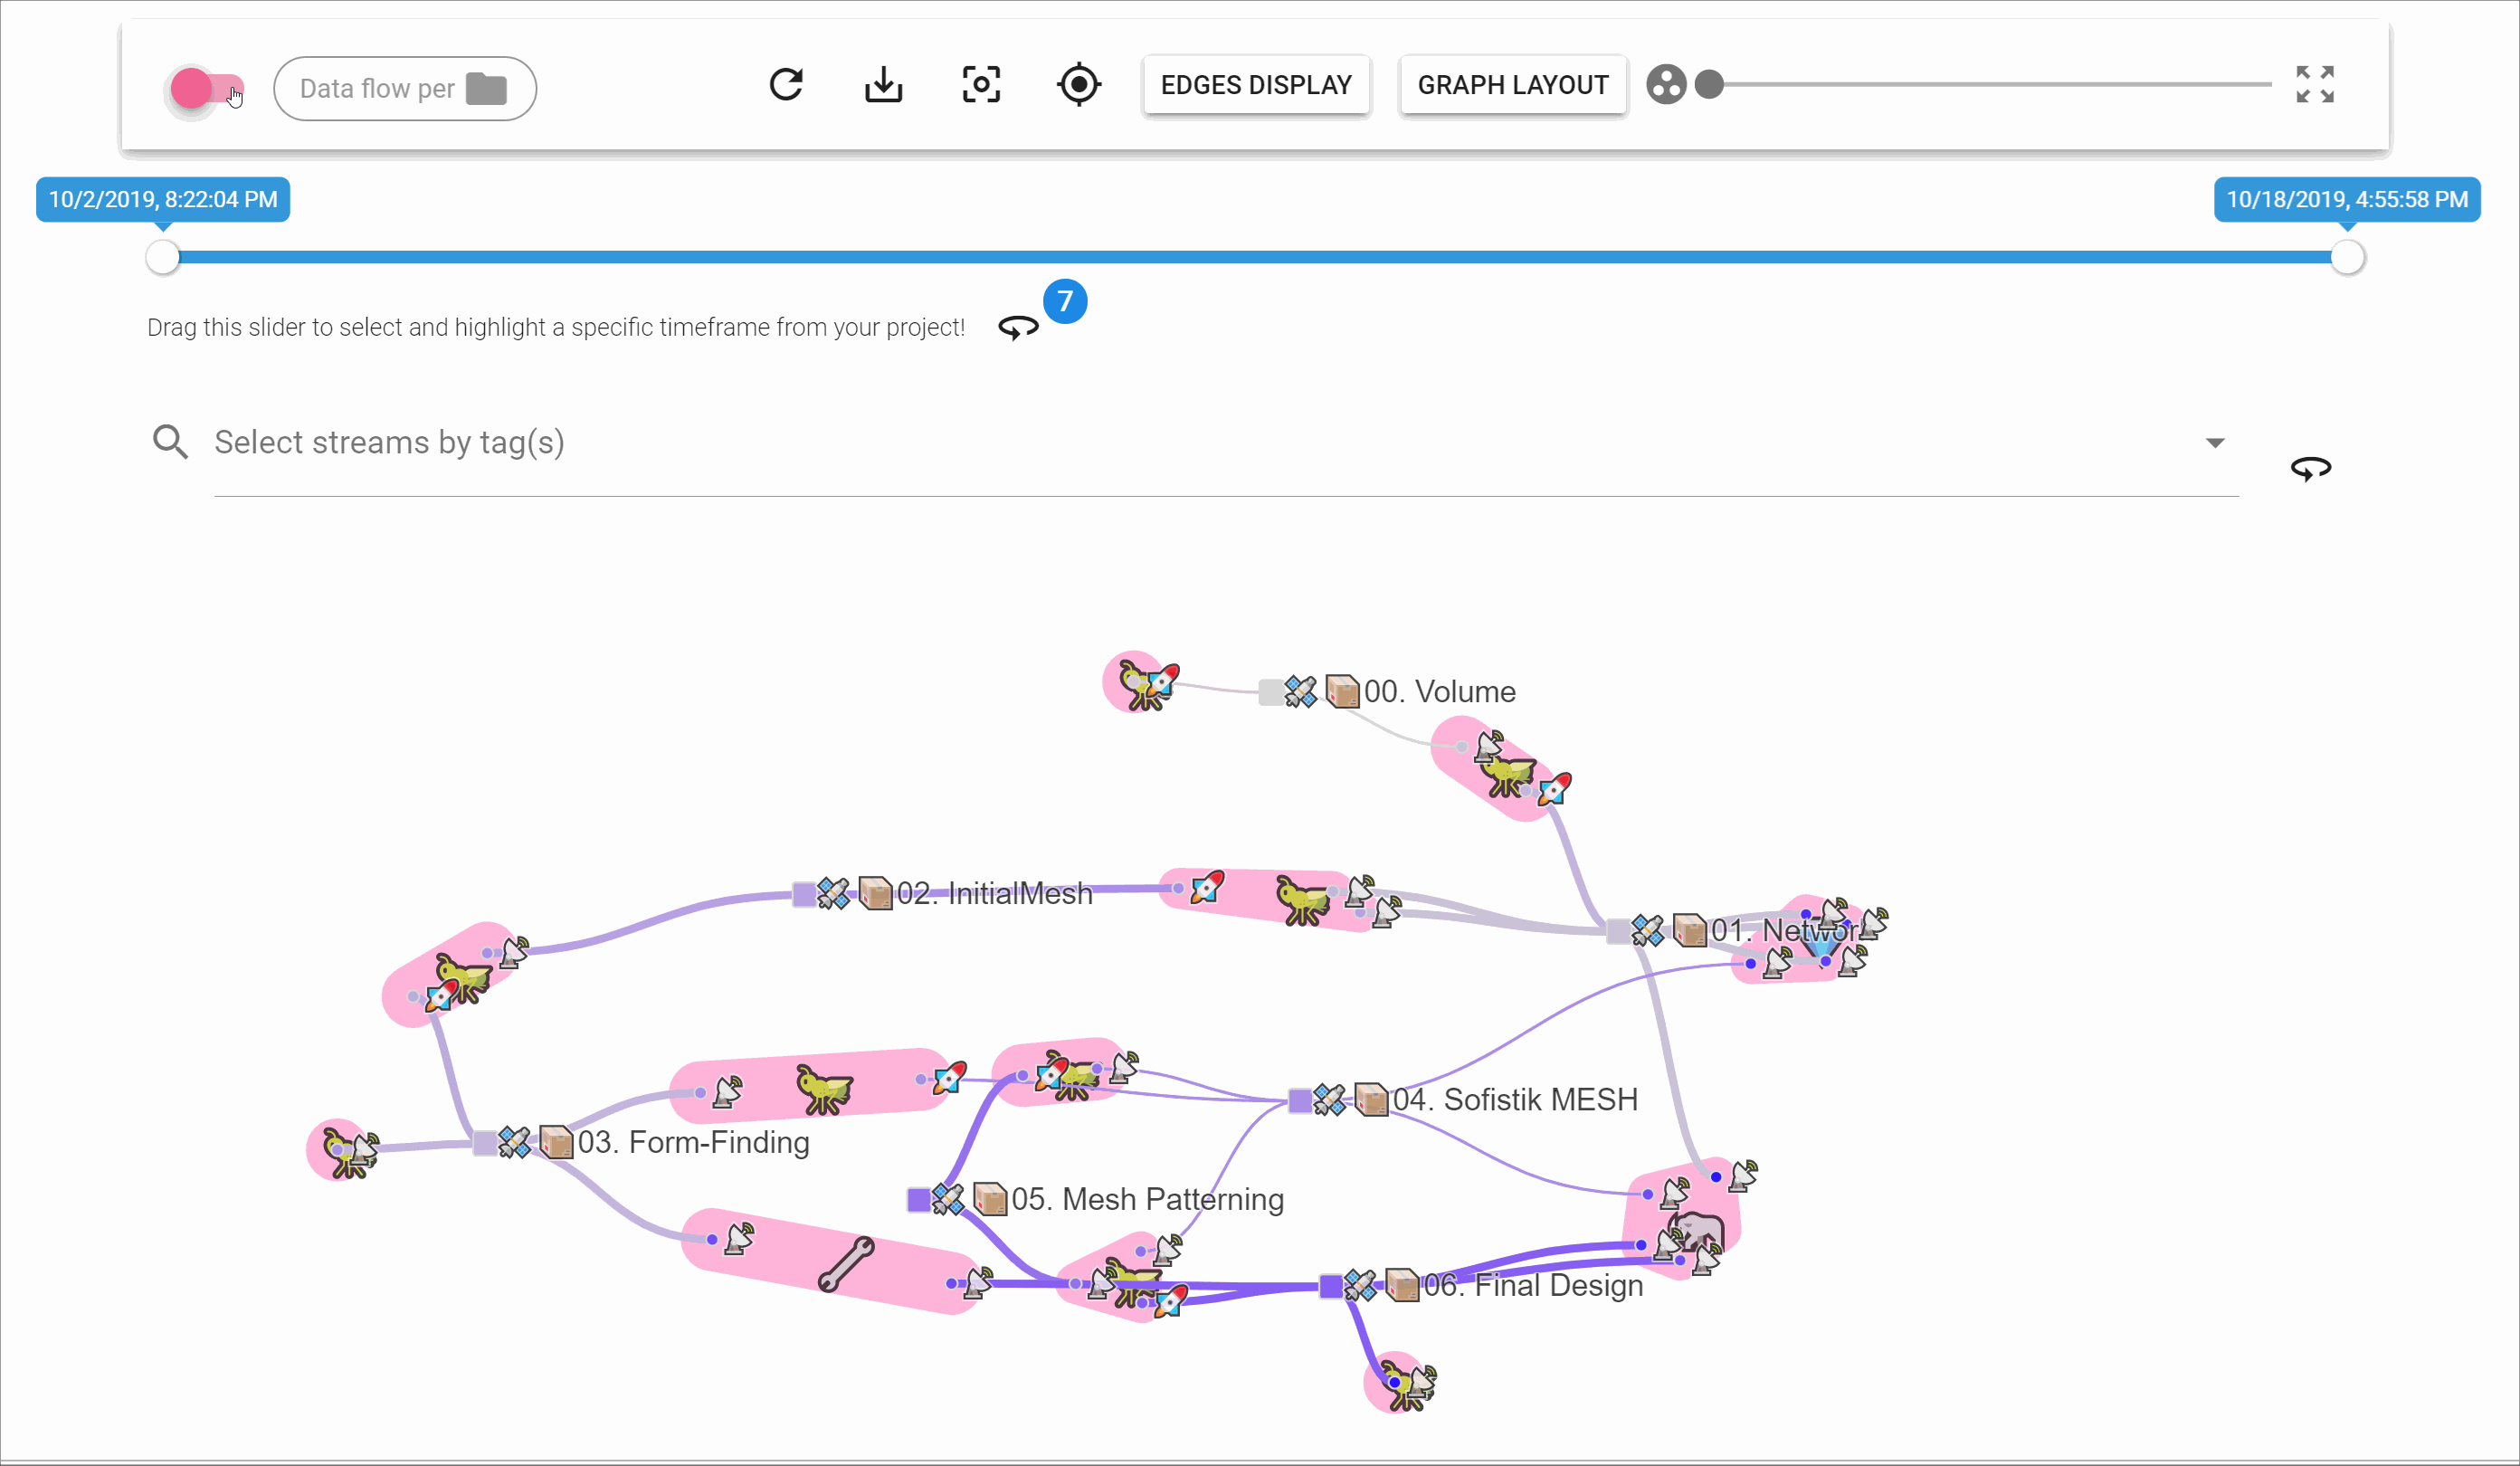 Data flow per
EDGES DISPLAY
GRAPH LAYOUT
10/2/2019, 8:22:04 PM
10/18/2019, 4:55:58 PM
7
Drag this slider to select and highlight a specific timeframe from your project!
Select streams by tag(s)
00. Volume
02. InitialMesh
01. Networ
04. Sofistik MESH
03. Form-Finding
05. Mesh Patterning
06. Final Design